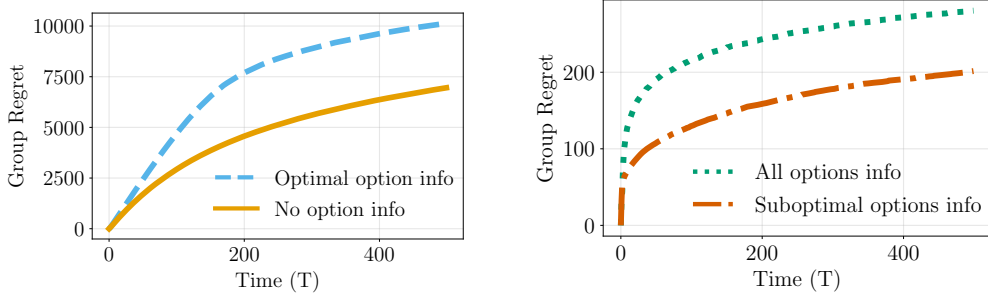 10000
7500
5000
2500
0
Group Regret
Optimal option info
No option info
0
200
400
Time (T)
200
100
0
Group Regret
All options info
Suboptimal options info
0
200
400
Time (T)